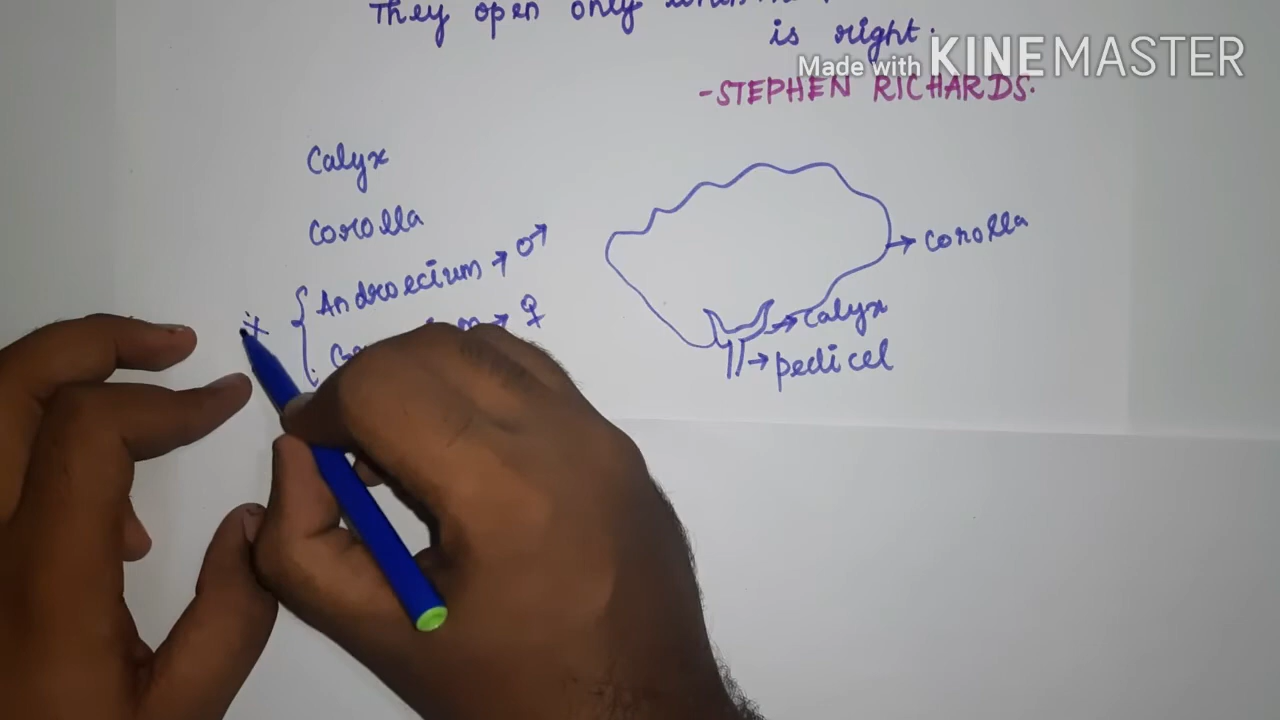 They open only
is right.
Made with KINEMASTER
-STEPHEN RICHARDS.
Calyx
Corolla
Androecium → ♂
→ ♀
→ Corolla
→ Calyx
→ Pedicel